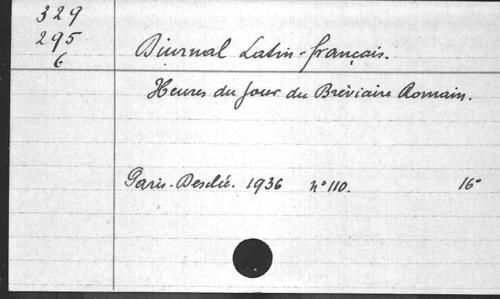 329
295
6
Diurnal Latin-français.
Heures du Jour du Bréviaire Romain.
Paris. Desclée. 1936 n° 110. 16°